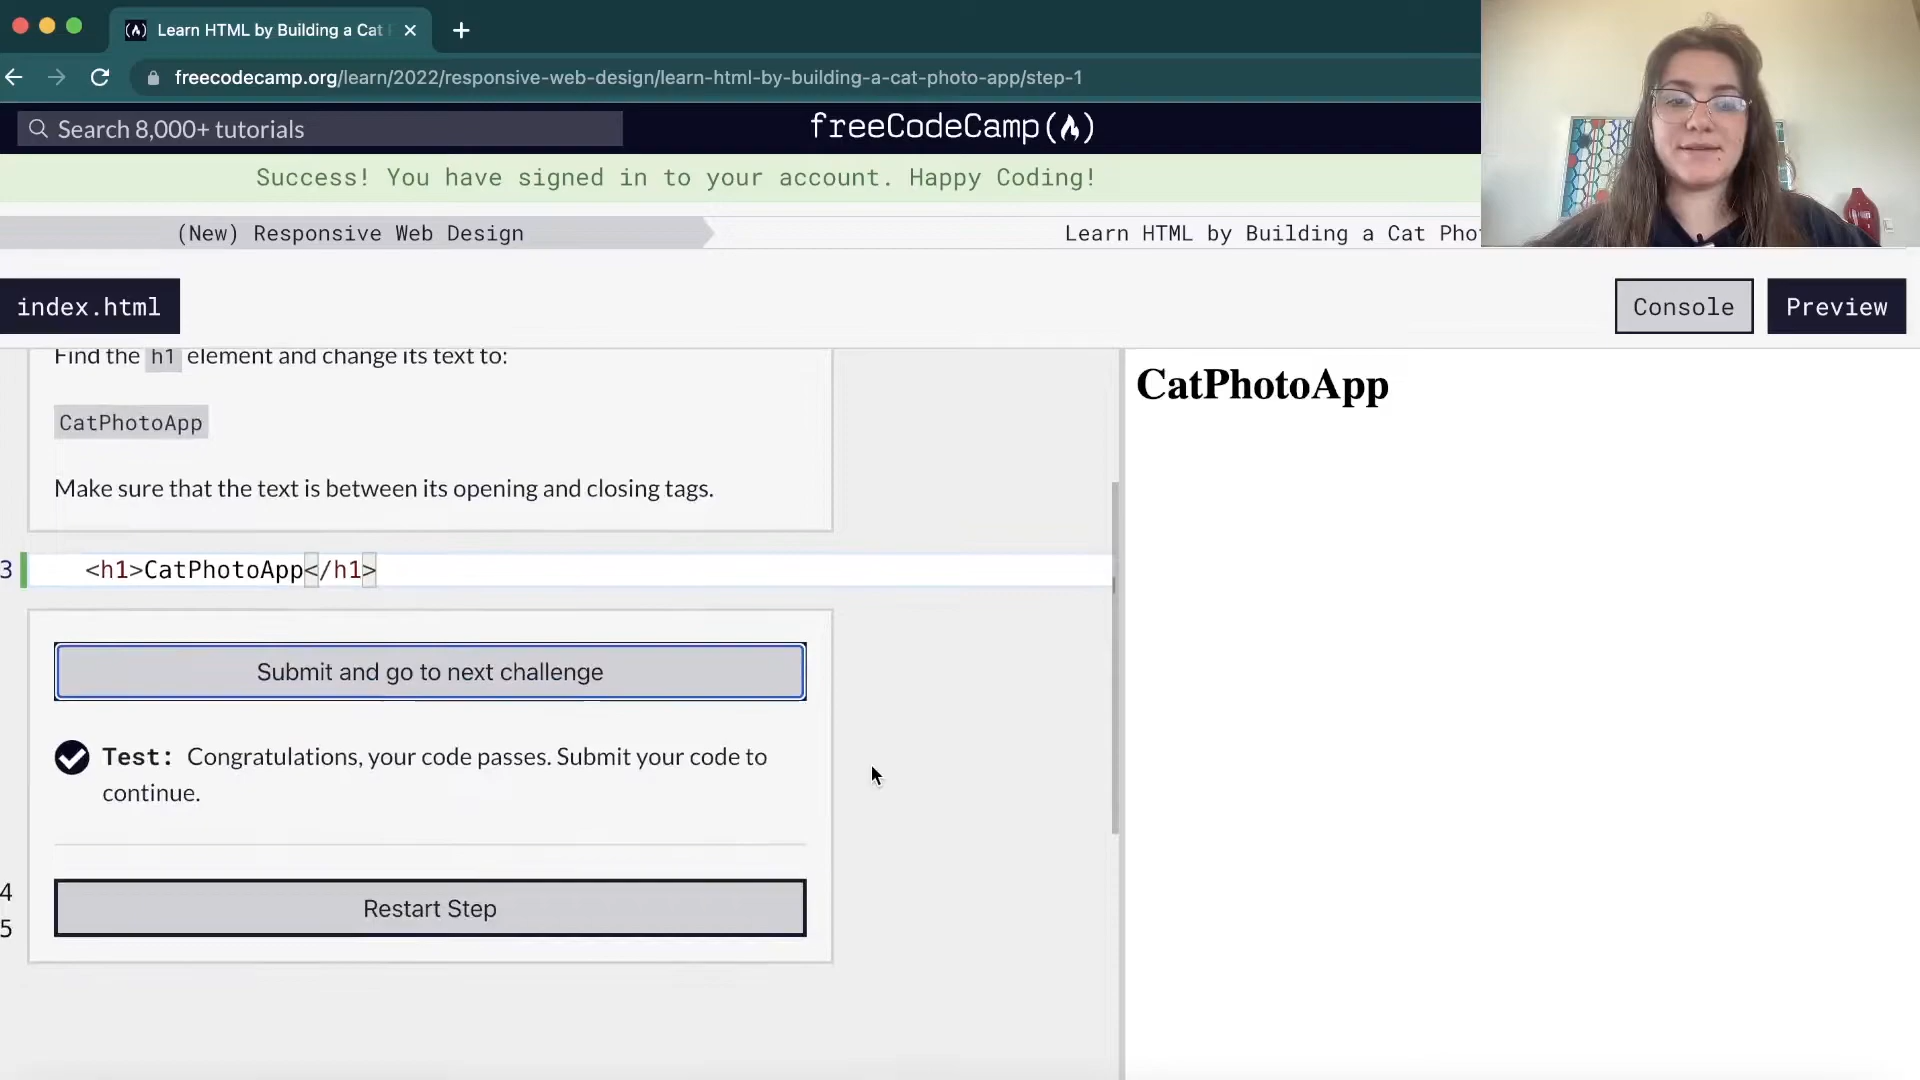 Learn HTML by Building a Cat
freecodecamp.org/learn/2022/responsive-web-design/learn-html-by-building-a-cat-photo-app/step-1
Search 8,000+ tutorials
freeCodeCamp
Success! You have signed in to your account. Happy Coding!
(New) Responsive Web Design
Learn HTML by Building a Cat Pho
index.html
Console
Preview
Find the h1 element and change its text to:
CatPhotoApp
Make sure that the text is between its opening and closing tags.
3 <h1>CatPhotoApp</h1>
Submit and go to next challenge
Test: Congratulations, your code passes. Submit your code to
continue.
4
Restart Step
5
CatPhotoApp